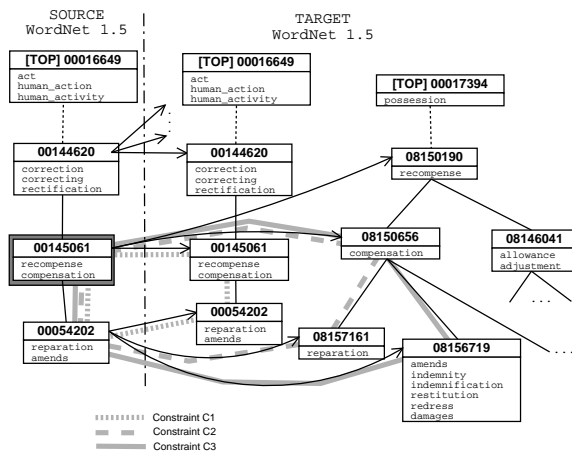 SOURCE
WordNet 1.5
TARGET
WordNet 1.5
[TOP] 00016649
act
human_action
human_activity
[TOP] 00016649
act
human_action
human_activity
[TOP] 00017394
possession
00144620
correction
correcting
rectification
00144620
correction
correcting
rectification
08150190
recompense
00145061
recompense
compensation
00145061
recompense
compensation
08150656
compensation
08146041
allowance
adjustment
00054202
reparation
amends
00054202
reparation
amends
08157161
reparation
08156719
amends
indemnity
indemnification
restitution
redress
damages
. . .
. . .
Constraint C1
Constraint C2
Constraint C3